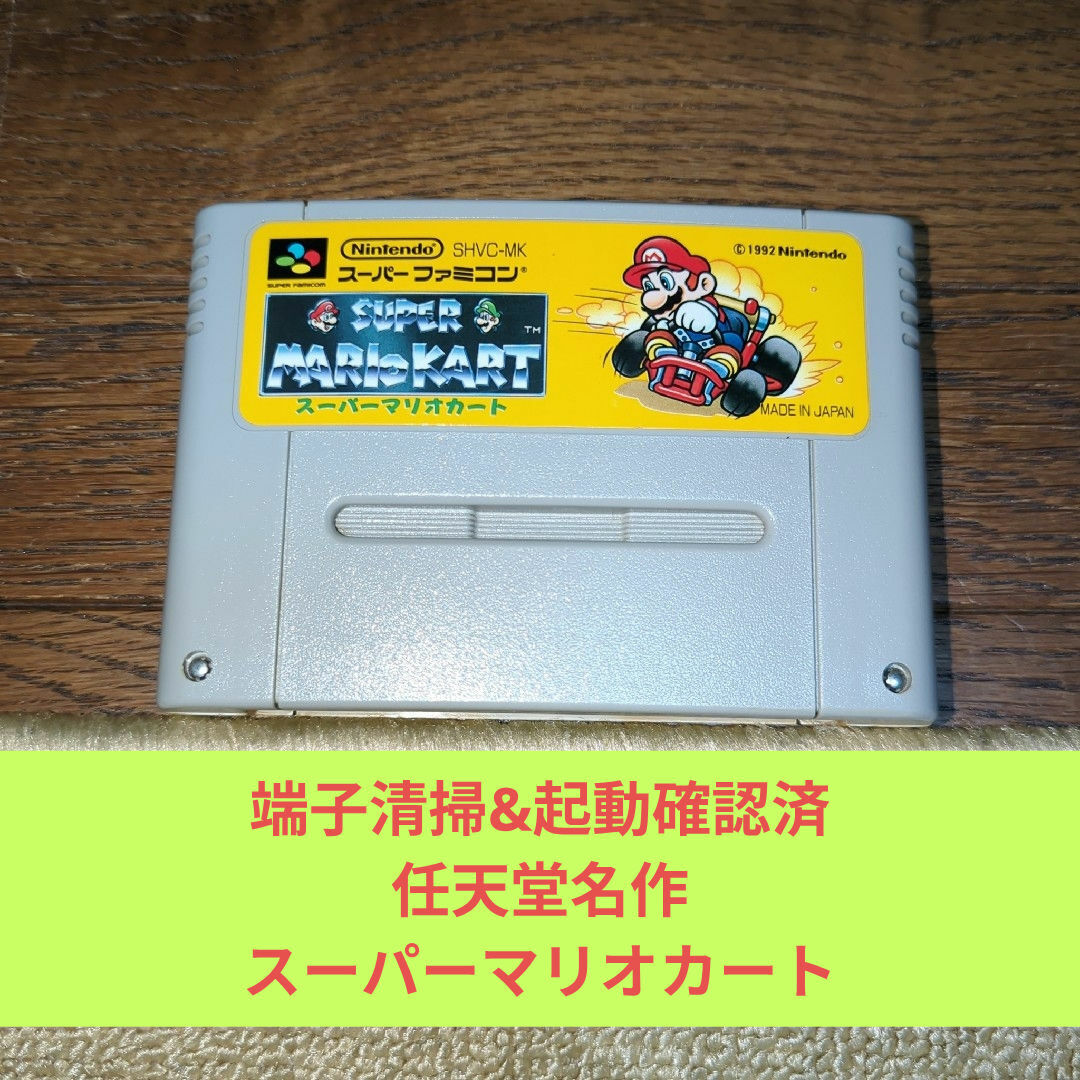 Nintendo SHVC-MK
©1992 Nintendo
SUPER FAMICOM
スーパーファミコン®
SUPER
MARIO KART™
スーパーマリオカート
MADE IN JAPAN
端子清掃&起動確認済
任天堂名作
スーパーマリオカート